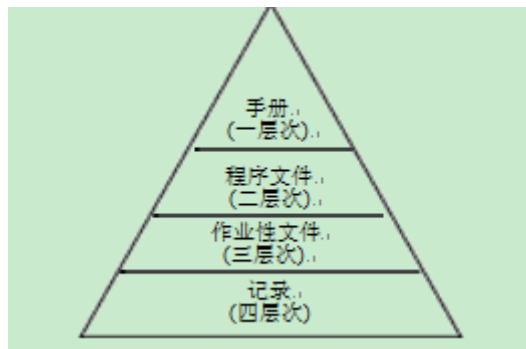 手册
(一层次)
程序文件
(二层次)
作业性文件
(三层次)
记录
(四层次)